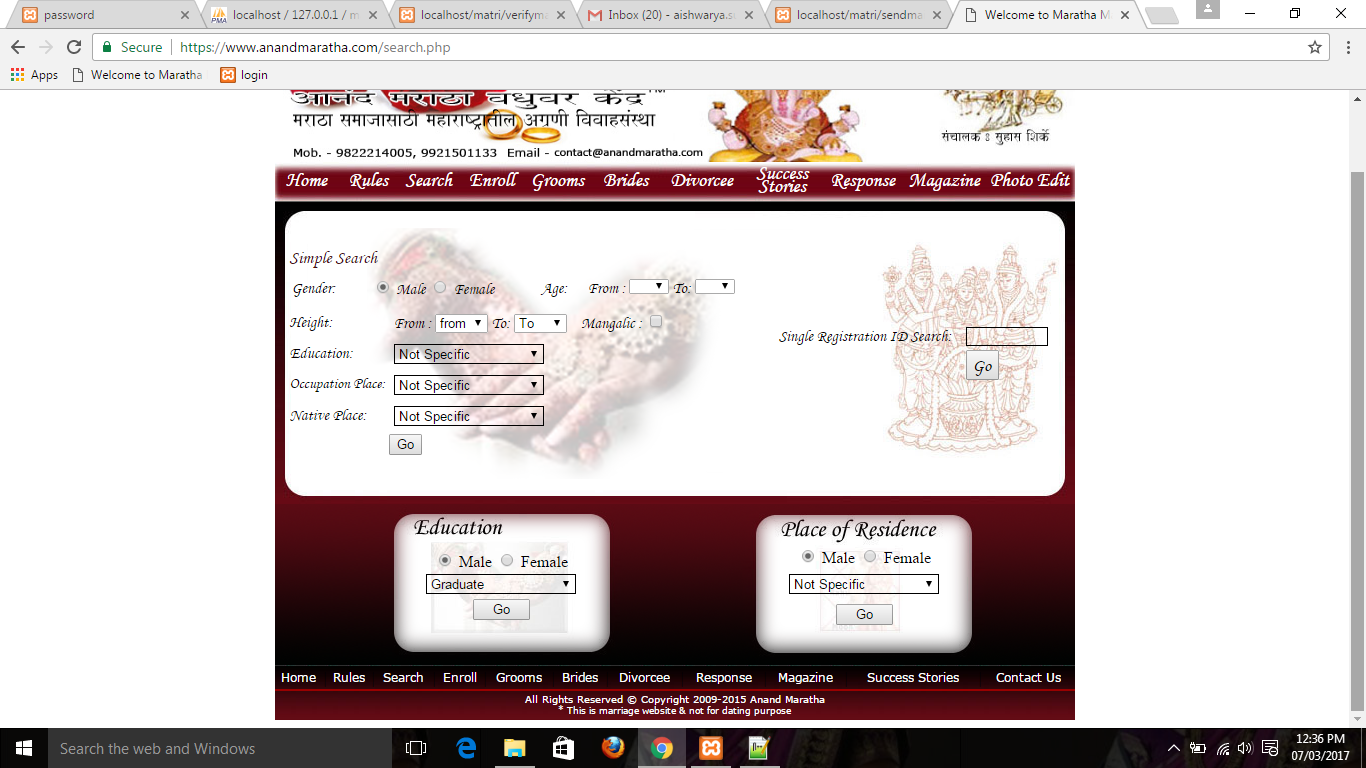 password
localhost / 127.0.0.1 / m
localhost/matri/verifyma
Inbox (20) - aishwarya.s
localhost/matri/sendma
Welcome to Maratha M
Secure https://www.anandmaratha.com/search.php
Apps Welcome to Maratha login
आनंद मराठा वधुवर केंद्र
मराठा समाजासाठी महाराष्ट्रातील अग्रणी विवाहसंस्था
संचालक : सुहास शिर्के
Mob. - 9822214005, 9921501133 Email - contact@anandmaratha.com
Home Rules Search Enroll Grooms Brides Divorcee Success Stories Response Magazine Photo Edit
Simple Search
Gender: Male Female Age: From : To:
Height: From : from To: To Mangalic :
Single Registration ID Search:
Go
Education: Not Specific
Occupation Place: Not Specific
Native Place: Not Specific
Go
Education
Male Female
Graduate
Go
Place of Residence
Male Female
Not Specific
Go
Home Rules Search Enroll Grooms Brides Divorcee Response Magazine Success Stories Contact Us
All Rights Reserved © Copyright 2009-2015 Anand Maratha
* This is marriage website & not for dating purpose
Search the web and Windows
12:36 PM
07/03/2017